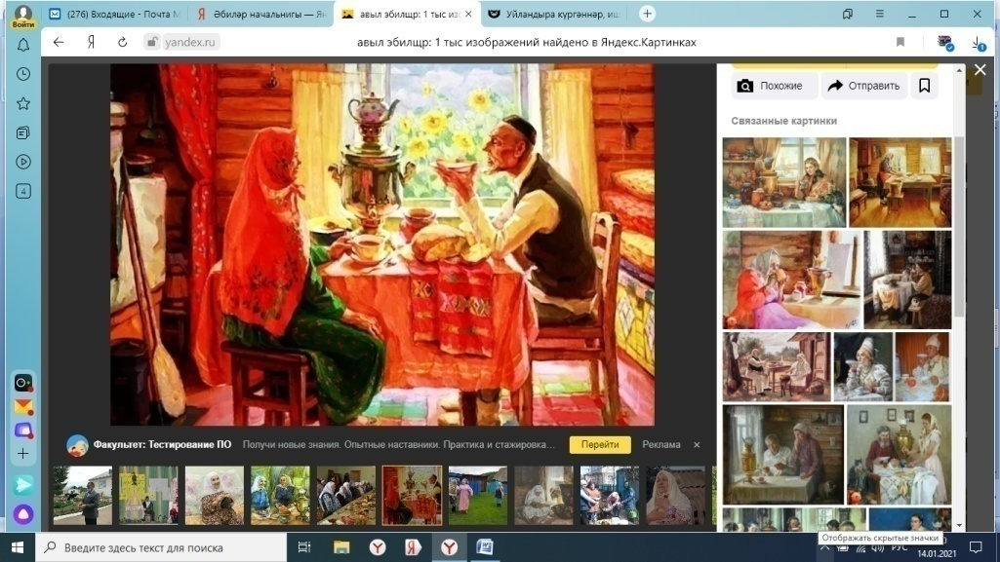 Войти
(276) Входящие - Почта М
Әбиләр начальнигы — Ян
авыл эбилщр: 1 тыс из
Уйландыра күргәннәр, иш
yandex.ru
авыл эбилщр: 1 тыс изображений найдено в Яндекс.Картинках
1
4
Похожие
Отправить
Связанные картинки
Факультет: Тестирование ПО
Получи новые знания. Опытные наставники. Практика и стажировка...
Перейти
Реклама
Отображать скрытые значки
Введите здесь текст для поиска
РУС
14.01.2021